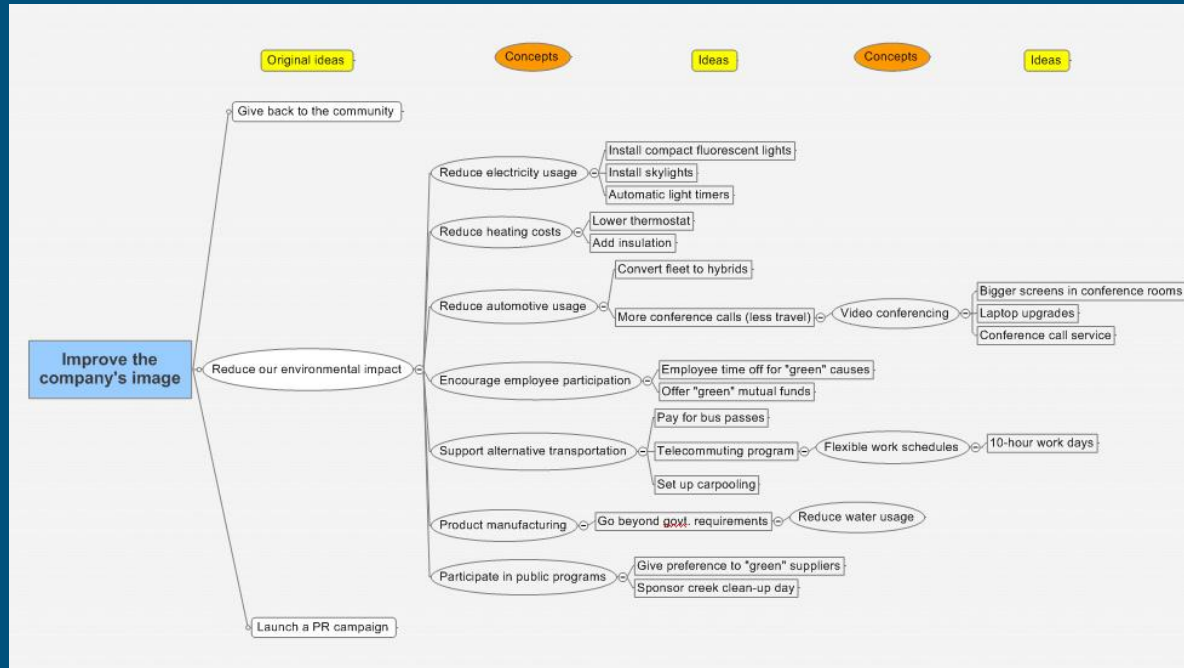 Original ideas
Concepts
Ideas
Concepts
Ideas
Give back to the community
Install compact fluorescent lights
Reduce electricity usage
Install skylights
Automatic light timers
Lower thermostat
Reduce heating costs
Add insulation
Convert fleet to hybrids
Reduce automotive usage
More conference calls (less travel)
Video conferencing
Bigger screens in conference rooms
Laptop upgrades
Conference call service
Improve the
company's image
Reduce our environmental impact
Encourage employee participation
Employee time off for "green" causes
Offer "green" mutual funds
Pay for bus passes
Support alternative transportation
Telecommuting program
Flexible work schedules
10-hour work days
Set up carpooling
Product manufacturing
Go beyond govt. requirements
Reduce water usage
Participate in public programs
Give preference to "green" suppliers
Sponsor creek clean-up day
Launch a PR campaign